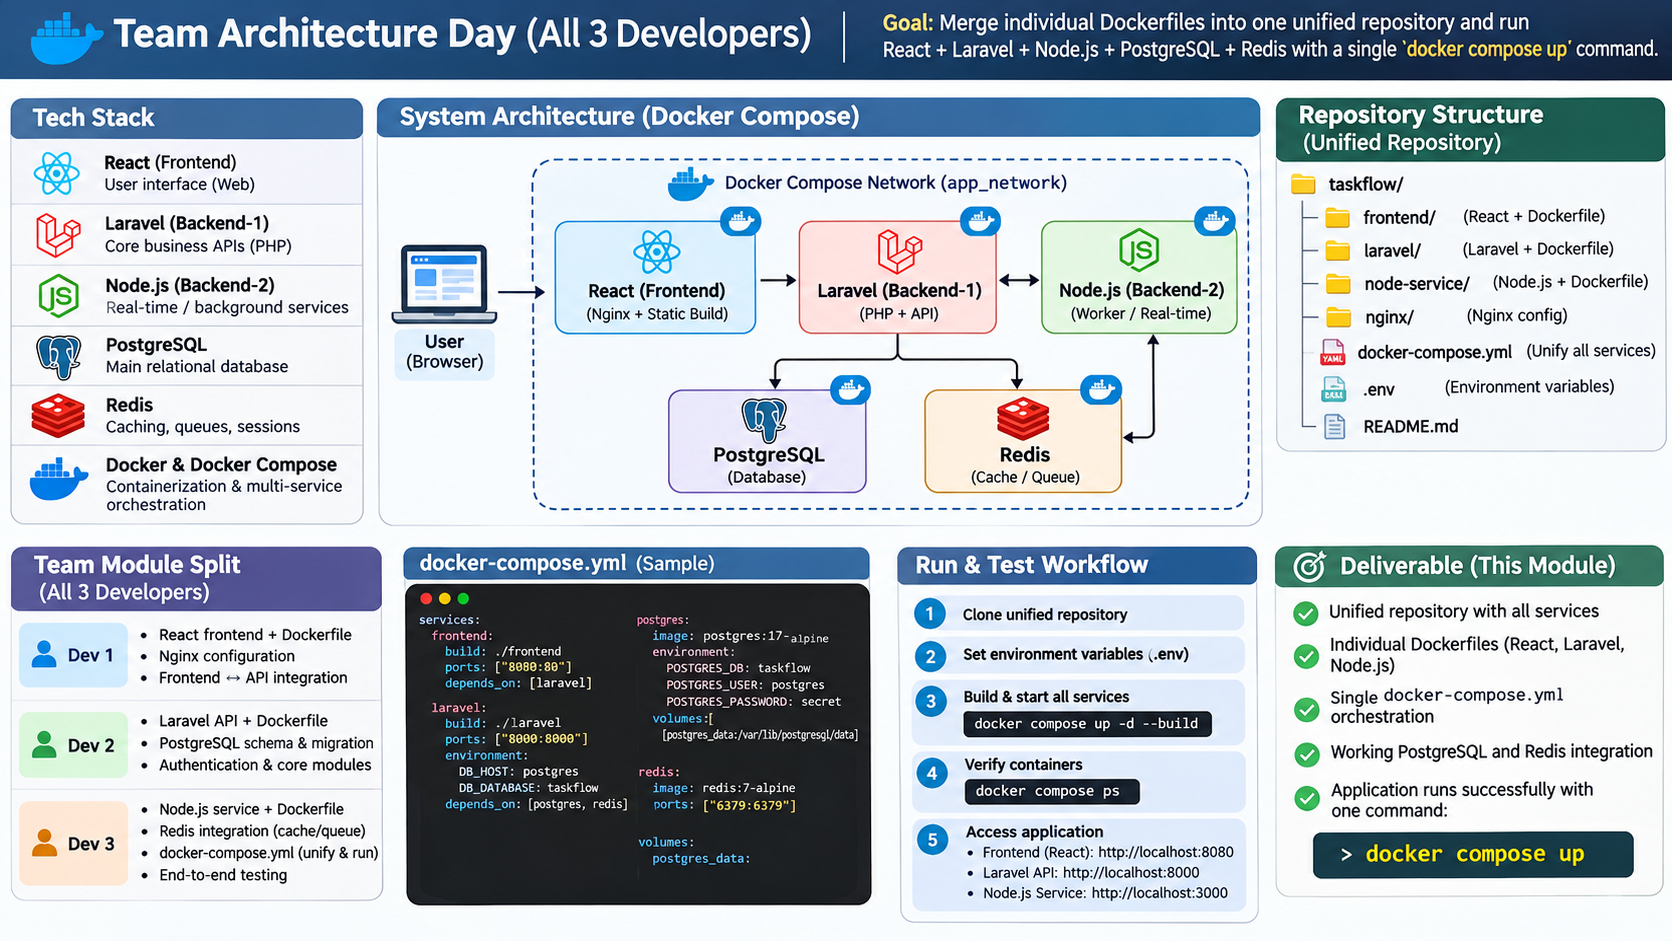 Team Architecture Day (All 3 Developers)
Goal: Merge individual Dockerfiles into one unified repository and run
React + Laravel + Node.js + PostgreSQL + Redis with a single `docker compose up` command.
Tech Stack
React (Frontend)
User interface (Web)
Laravel (Backend-1)
Core business APIs (PHP)
Node.js (Backend-2)
Real-time / background services
PostgreSQL
Main relational database
Redis
Caching, queues, sessions
Docker & Docker Compose
Containerization & multi-service
orchestration
System Architecture (Docker Compose)
Docker Compose Network (app_network)
User
(Browser)
React (Frontend)
(Nginx + Static Build)
Laravel (Backend-1)
(PHP + API)
JS
Node.js (Backend-2)
(Worker / Real-time)
PostgreSQL
(Database)
Redis
(Cache / Queue)
Repository Structure
(Unified Repository)
taskflow/
frontend/ (React + Dockerfile)
laravel/ (Laravel + Dockerfile)
node-service/ (Node.js + Dockerfile)
nginx/ (Nginx config)
YAML docker-compose.yml (Unify all services)
.env (Environment variables)
README.md
Team Module Split
(All 3 Developers)
Dev 1
• React frontend + Dockerfile
• Nginx configuration
• Frontend ↔ API integration
Dev 2
• Laravel API + Dockerfile
• PostgreSQL schema & migration
• Authentication & core modules
Dev 3
• Node.js service + Dockerfile
• Redis integration (cache/queue)
• docker-compose.yml (unify & run)
• End-to-end testing
docker-compose.yml (Sample)
services:
frontend:
build: ./frontend
ports: ["8080:80"]
depends_on: [laravel]
laravel:
build: ./laravel
ports: ["8000:8000"]
environment:
DB_HOST: postgres
DB_DATABASE: taskflow
depends_on: [postgres, redis]
postgres:
image: postgres:17-alpine
environment:
POSTGRES_DB: taskflow
POSTGRES_USER: postgres
POSTGRES_PASSWORD: secret
volumes:[
[postgres_data:/var/lib/postgresgl/data]
redis:
image: redis:7-alpine
ports: ["6379:6379"]
volumes:
postgres_data:
Run & Test Workflow
1 Clone unified repository
2 Set environment variables (.env)
3 Build & start all services
docker compose up -d --build
4 Verify containers
docker compose ps
5 Access application
• Frontend (React): http://localhost:8080
• Laravel API: http://localhost:8000
• Node.js Service: http://localhost:3000
Deliverable (This Module)
Unified repository with all services
Individual Dockerfiles (React, Laravel,
Node.js)
Single docker-compose.yml
orchestration
Working PostgreSQL and Redis integration
Application runs successfully with
one command:
> docker compose up